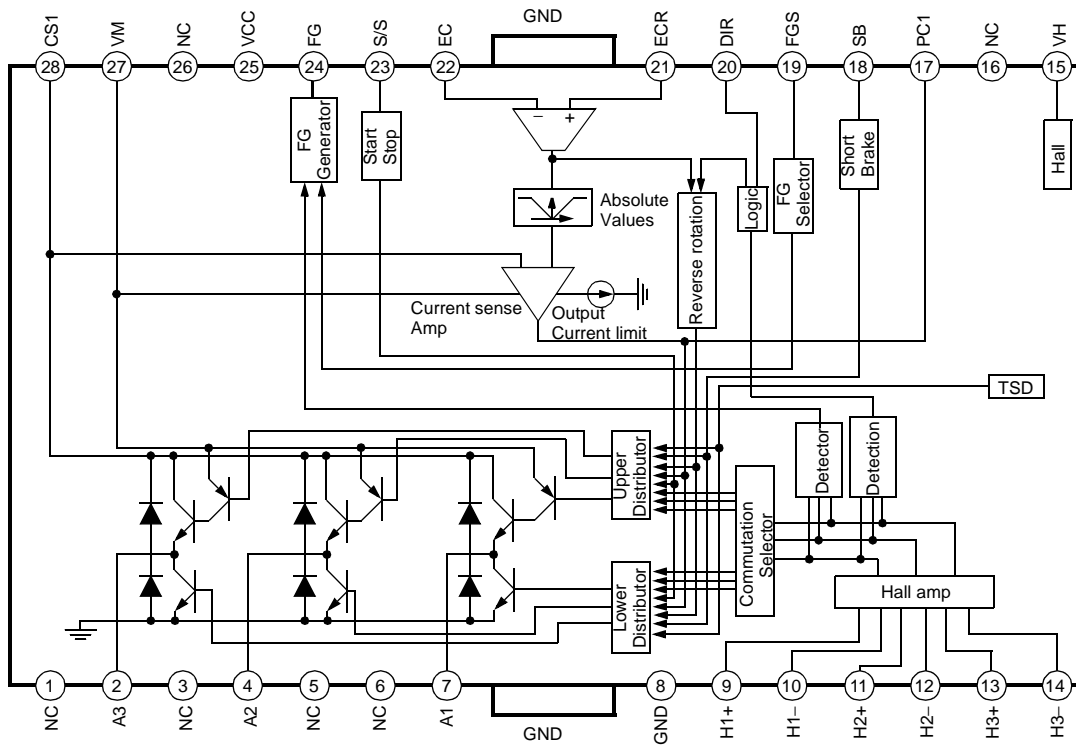 GND
CS1
VM
NC
VCC
FG
S/S
EC
ECR
DIR
FGS
SB
PC1
NC
VH
28
27
26
25
24
23
22
21
20
19
18
17
16
15
FG
Generator
Start
Stop
–
+
Absolute
Values
Reverse rotation
Logic
FG
Selector
Short
Brake
Hall
Current sense
Amp
Output
Current limit
TSD
Upper
Distributor
Detector
Detection
Commutation
Selector
Lower
Distributor
Hall amp
1
2
3
4
5
6
7
8
9
10
11
12
13
14
NC
A3
NC
A2
NC
NC
A1
GND
GND
H1+
H1–
H2+
H2–
H3+
H3–